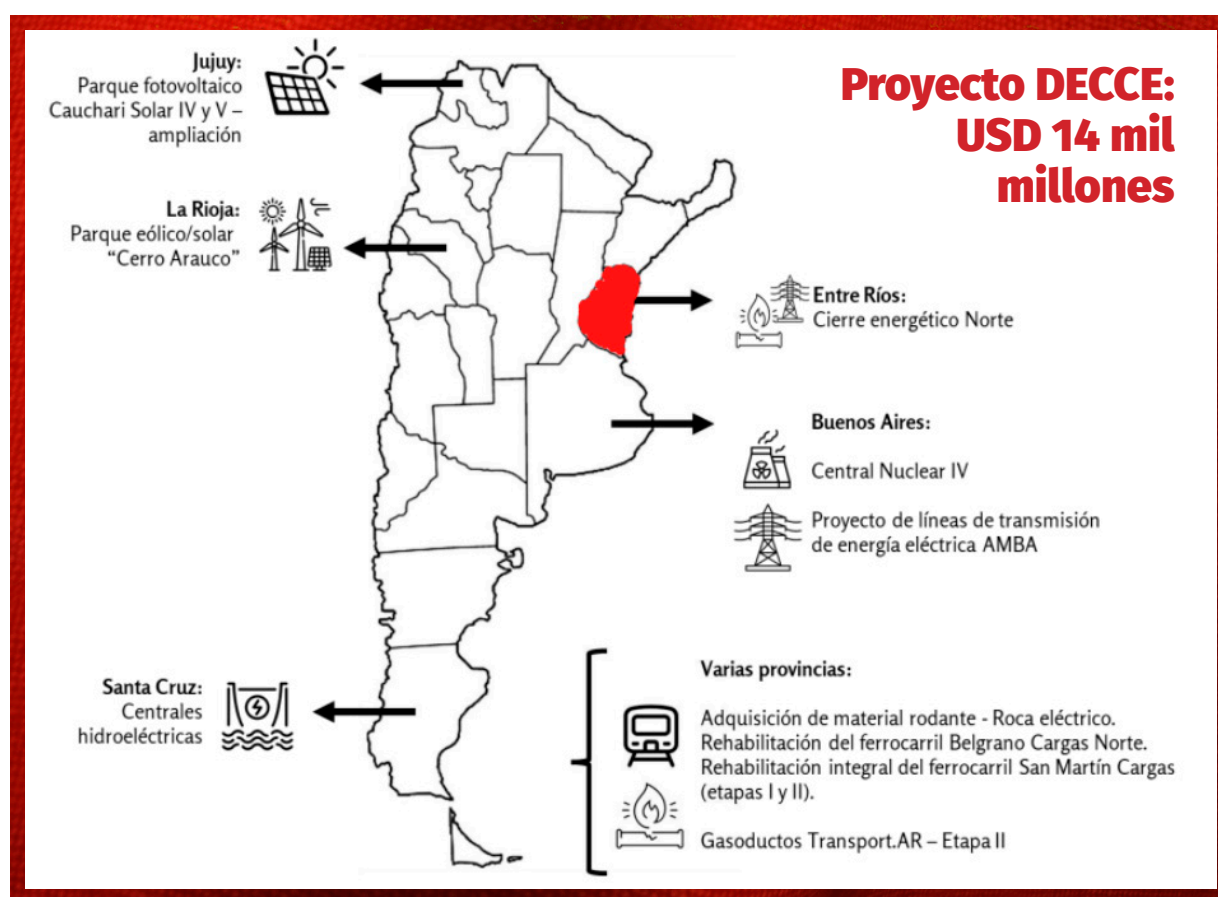 Proyecto DECCE:
USD 14 mil
millones
Jujuy:
Parque fotovoltaico
Cauchari Solar IV y V –
ampliación
La Rioja:
Parque eólico/solar
“Cerro Arauco”
Entre Ríos:
Cierre energético Norte
Buenos Aires:
Central Nuclear IV
Proyecto de líneas de transmisión
de energía eléctrica AMBA
Santa Cruz:
Centrales
hidroeléctricas
Varias provincias:
Adquisición de material rodante - Roca eléctrico.
Rehabilitación del ferrocarril Belgrano Cargas Norte.
Rehabilitación integral del ferrocarril San Martín Cargas
(etapas I y II).
Gasoductos Transport.AR – Etapa II